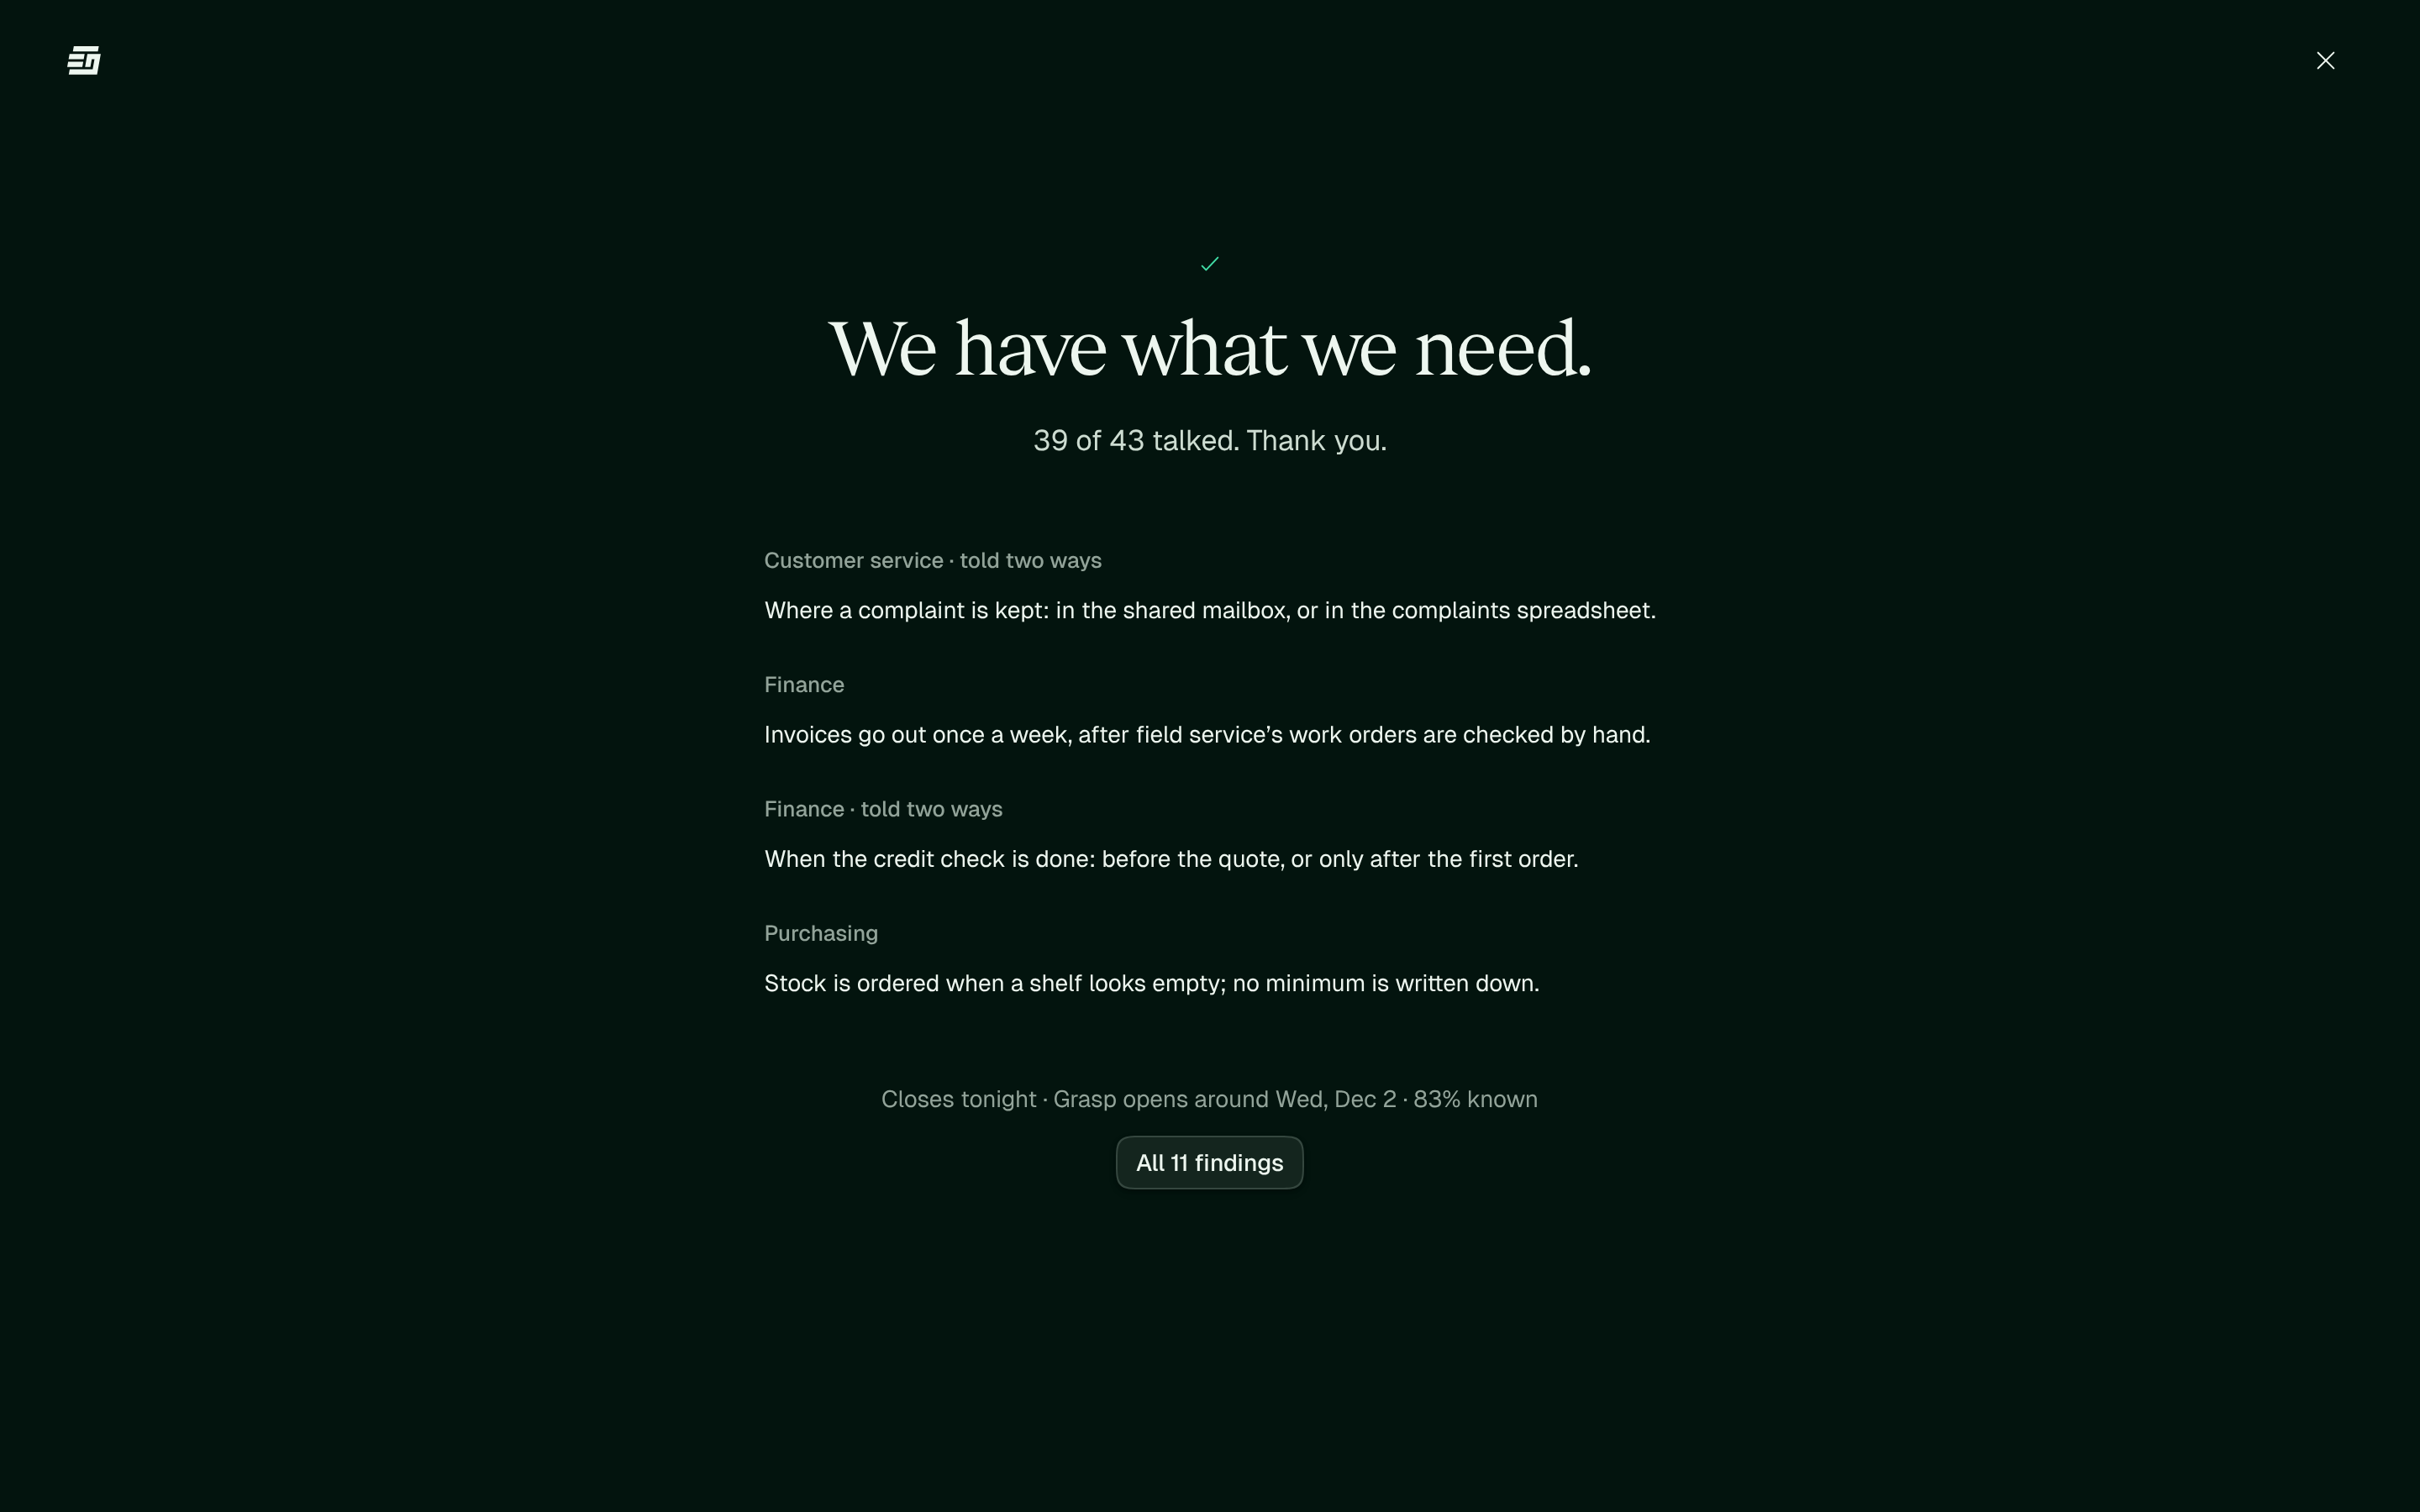 We have what we need.
39 of 43 talked. Thank you.
Customer service · told two ways
Where a complaint is kept: in the shared mailbox, or in the complaints spreadsheet.
Finance
Invoices go out once a week, after field service’s work orders are checked by hand.
Finance · told two ways
When the credit check is done: before the quote, or only after the first order.
Purchasing
Stock is ordered when a shelf looks empty; no minimum is written down.
Closes tonight · Grasp opens around Wed, Dec 2 · 83% known
All 11 findings